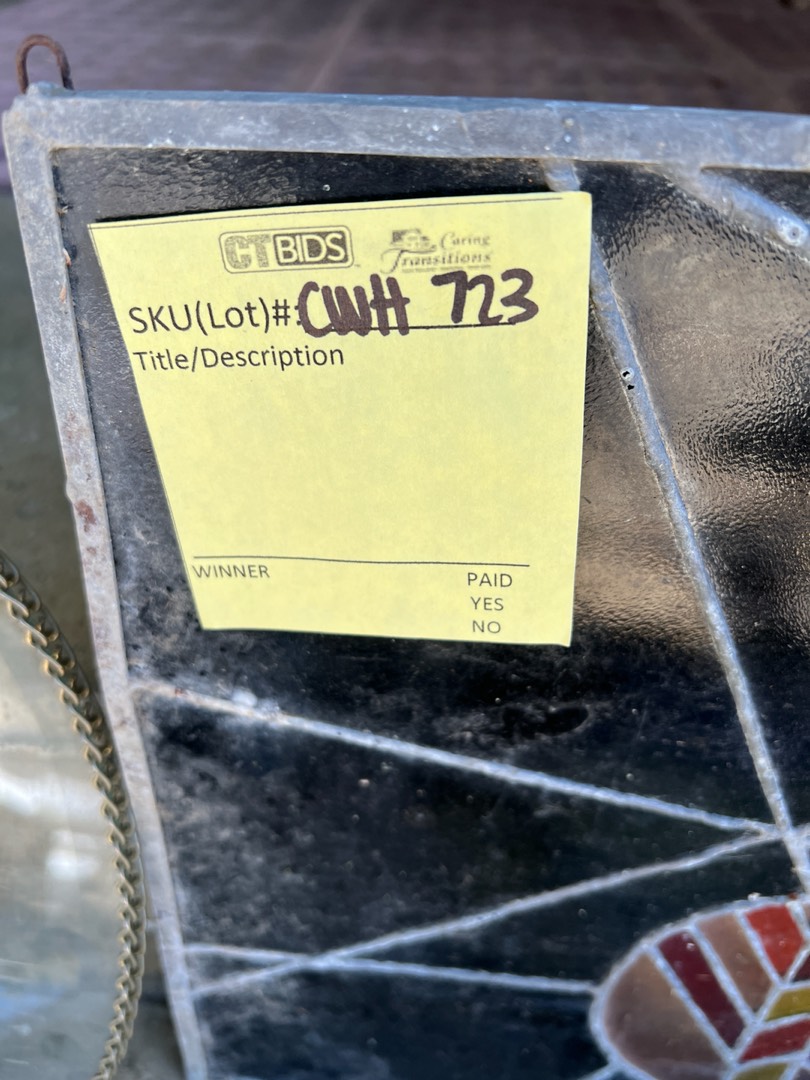 CTBIDS Caring Transitions
SKU(Lot)#: CWH 723
Title/Description
WINNER PAID
YES
NO